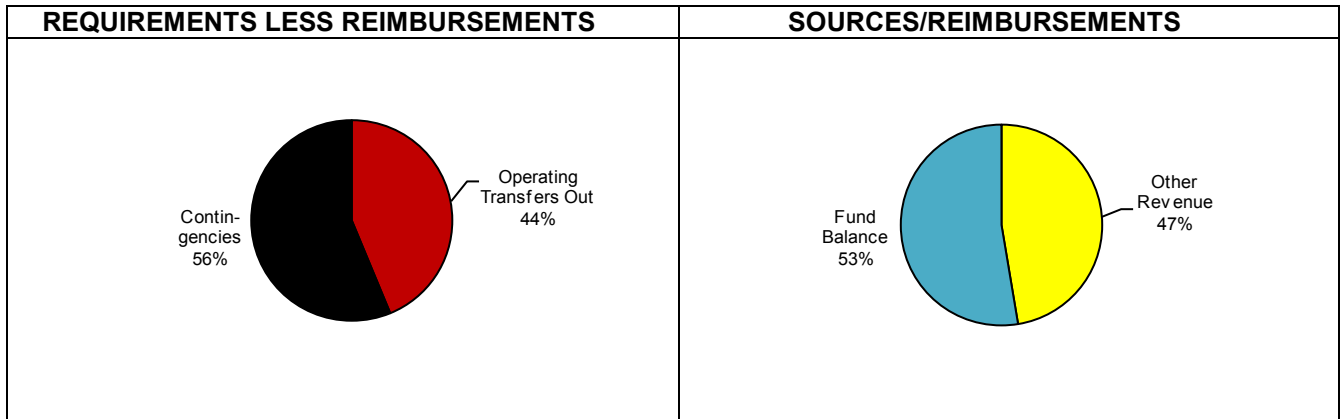 REQUIREMENTS LESS REIMBURSEMENTS
Contin-
gencies
56%
Operating
Transfers Out
44%
SOURCES/REIMBURSEMENTS
Fund
Balance
53%
Other
Revenue
47%